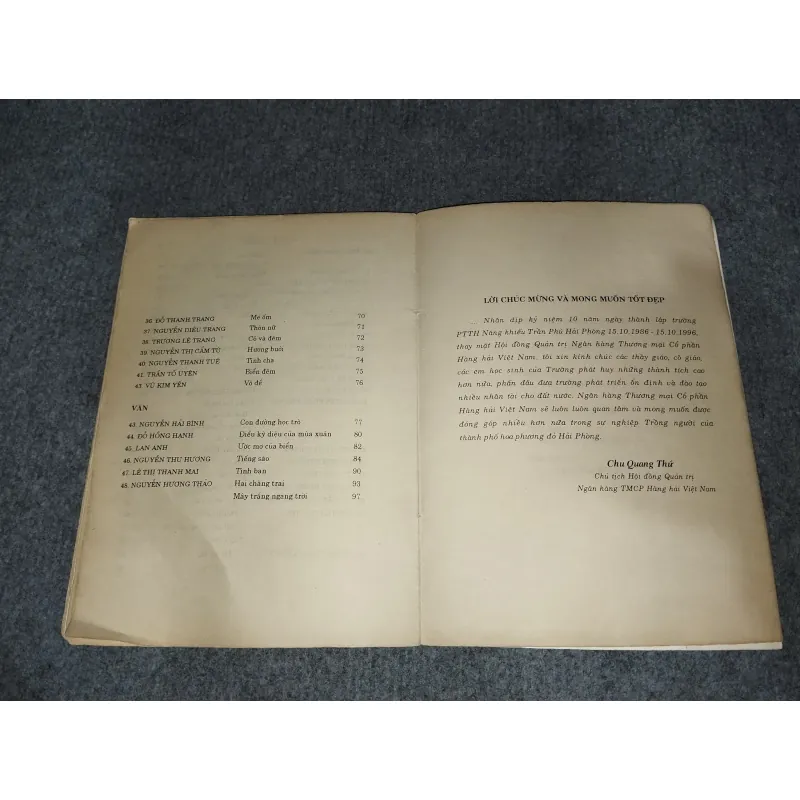 36 ĐỖ THANH TRANG Mẹ ốm 70
37 NGUYỄN DIỆU TRANG Thôn nữ 71
38. TRƯƠNG LÊ TRANG Cỏ và đêm 72
39 NGUYỄN THỊ CẨM TÚ Hương buổi 73
40 NGUYỄN THANH TUỆ Tình cha 74
41 TRẦN TỐ UYÊN Biển đêm 75
42 VŨ KIM YẾN Vô đề 76
VĂN
43. NGUYỄN HẢI BÌNH Con đường học trò 77
44. ĐỖ HỒNG HẠNH Điều kỳ diệu của mùa xuân 80
45. LAN ANH Ước mơ của biển 82
46. NGUYỄN THU HƯƠNG Tiếng sáo 84
47. LÊ THỊ THANH MAI Tình bạn 90
48. NGUYỄN HƯƠNG THẢO Hai chàng trai 93
Mây trắng ngang trời 97
LỜI CHÚC MỪNG VÀ MONG MUỐN TỐT ĐẸP
Nhân dịp kỷ niệm 10 năm ngày thành lập trường
PTTH Năng khiếu Trần Phú Hải Phòng 15.10.1986 - 15.10.1996,
thay mặt Hội đồng Quản trị Ngân hàng Thương mại Cổ phần
Hàng hải Việt Nam, tôi xin kính chúc các thầy giáo, cô giáo,
các em học sinh của Trường phát huy những thành tích cao
hơn nữa, phấn đấu đưa trường phát triển ổn định và đào tạo
nhiều nhân tài cho đất nước. Ngân hàng Thương mại Cổ phần
Hàng hải Việt Nam sẽ luôn luôn quan tâm và mong muốn được
đóng góp nhiều hơn nữa trong sự nghiệp Trồng người của
thành phố hoa phượng đỏ Hải Phòng.
Chu Quang Thứ
Chủ tịch Hội đồng Quản trị
Ngân hàng TMCP Hàng hải Việt Nam